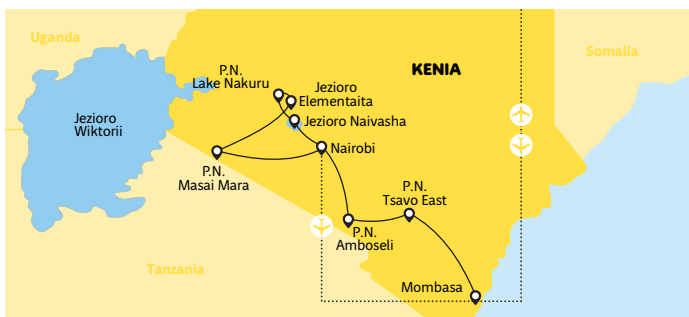 Uganda
KENIA
Somalia
P.N.
Lake Nakuru
Jezioro
Elementaita
Jezioro
Wiktorii
Jezioro Naivasha
Nairobi
P.N.
Masai Mara
P.N.
Tsavo East
P.N.
Amboseli
Tanzania
Mombasa